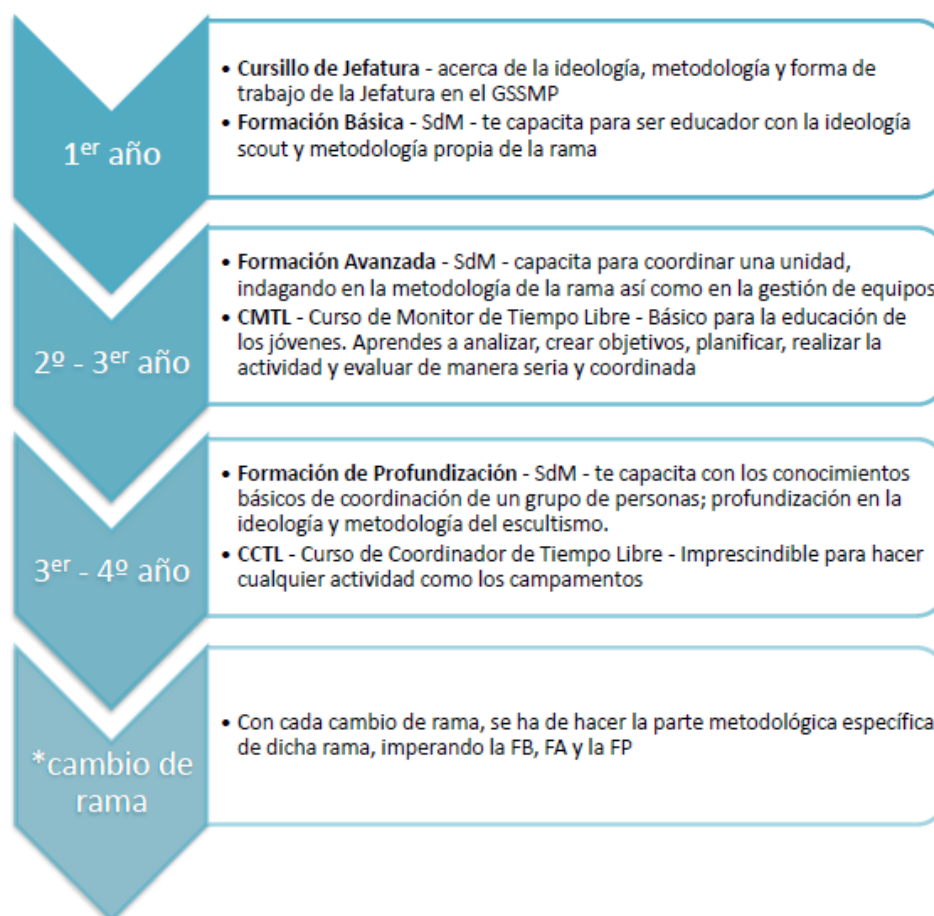 1er año
• Cursillo de Jefatura - acerca de la ideología, metodología y forma de
trabajo de la Jefatura en el GSSMP
• Formación Básica - SdM - te capacita para ser educador con la ideología
scout y metodología propia de la rama
2º - 3er año
• Formación Avanzada - SdM - capacita para coordinar una unidad,
indagando en la metodología de la rama así como en la gestión de equipos
• CMTL - Curso de Monitor de Tiempo Libre - Básico para la educación de
los jóvenes. Aprendes a analizar, crear objetivos, planificar, realizar la
actividad y evaluar de manera seria y coordinada
3er - 4º año
• Formación de Profundización - SdM - te capacita con los conocimientos
básicos de coordinación de un grupo de personas; profundización en la
ideología y metodología del escultismo.
• CCTL - Curso de Coordinador de Tiempo Libre - Imprescindible para hacer
cualquier actividad como los campamentos
*cambio de
rama
• Con cada cambio de rama, se ha de hacer la parte metodológica específica
de dicha rama, imperando la FB, FA y la FP